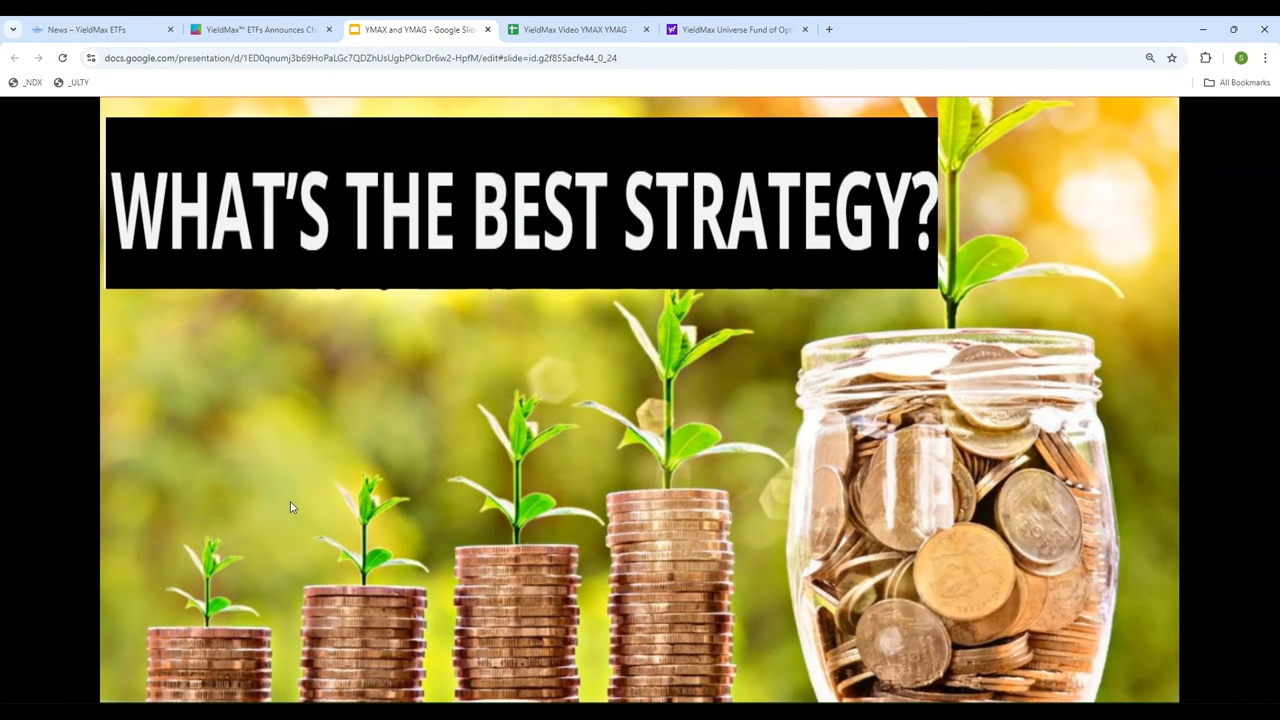 News – YieldMax ETFs
YieldMax™ ETFs Announces Ch
YMAX and YMAG - Google Slid
YieldMax Video YMAX YMAG -
YieldMax Universe Fund of Opt
docs.google.com/presentation/d/1ED0qnumj3b69HoPaLGc7QDZhUsUgbPOkrDr6w2-HpfM/edit#slide=id.g2f855acfe44_0_24
S
_NDX
_ULTY
All Bookmarks
WHAT'S THE BEST STRATEGY?